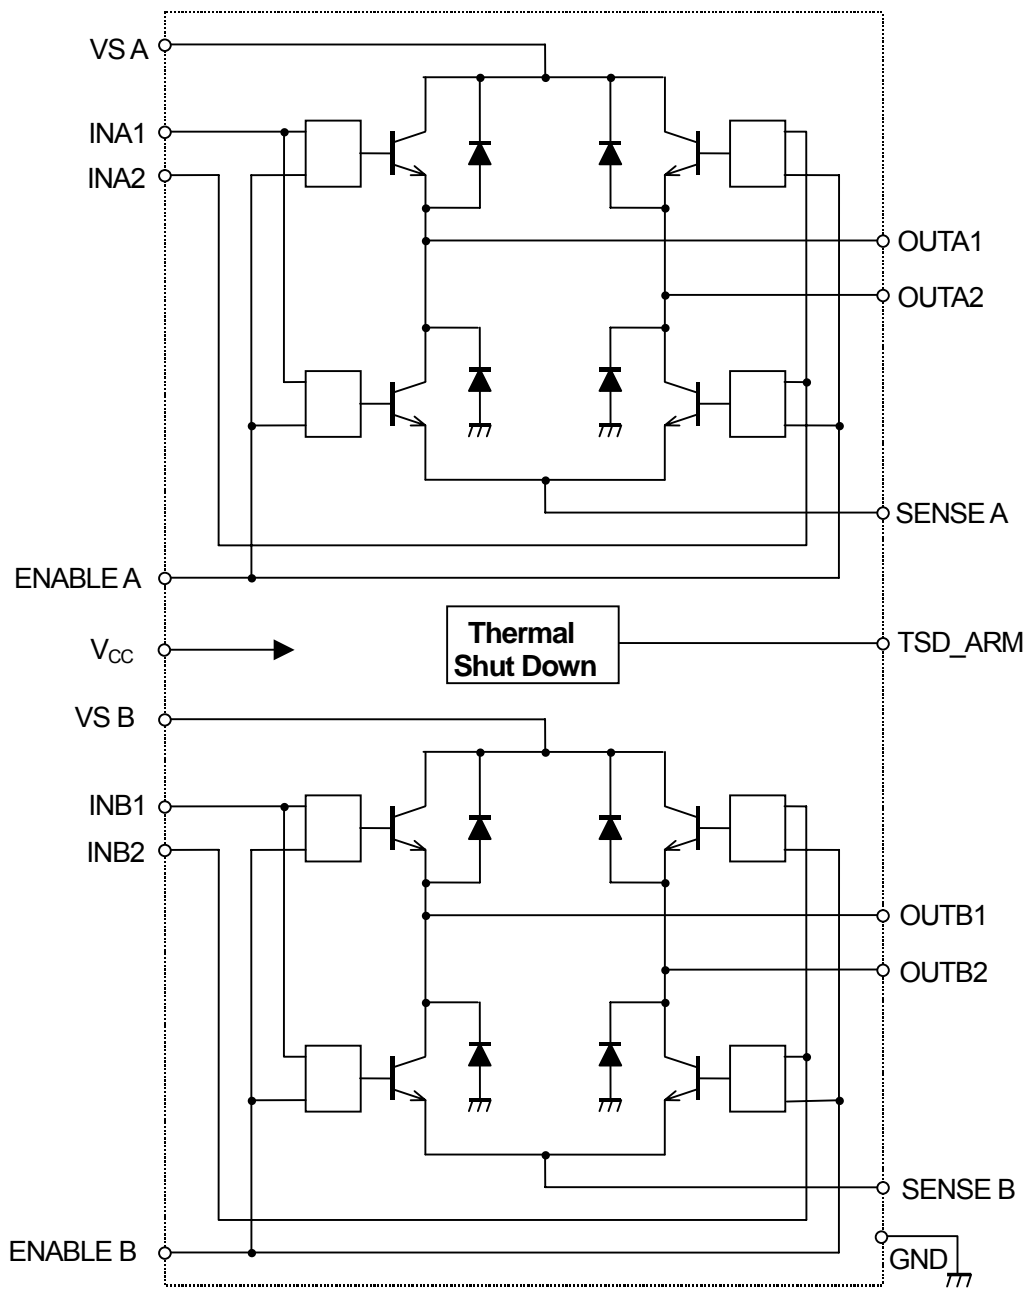 VS A
INA1
INA2
OUTA1
OUTA2
SENSE A
ENABLE A
Thermal
Shut Down
TSD_ARM
VCC
VS B
INB1
INB2
OUTB1
OUTB2
SENSE B
ENABLE B
GND